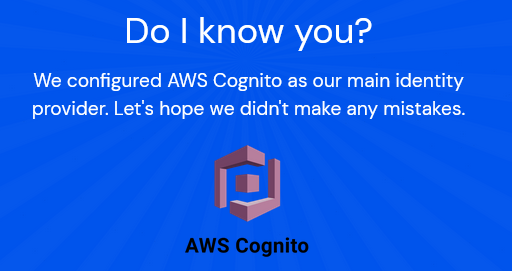 Do I know you?
We configured AWS Cognito as our main identity
provider. Let's hope we didn't make any mistakes.
AWS Cognito